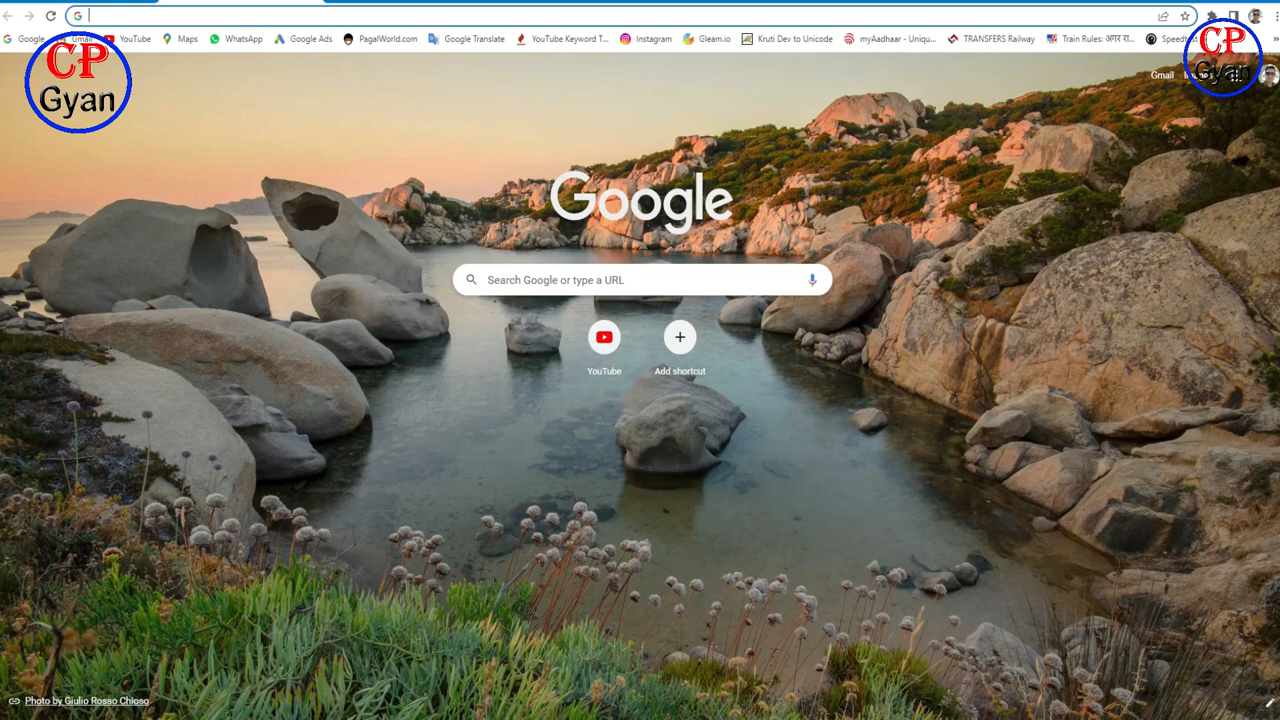 Google
Gmail
YouTube
Maps
WhatsApp
Google Ads
PagalWorld.com
Google Translate
YouTube Keyword T...
Instagram
Gleam.io
Kruti Dev to Unicode
myAadhaar - Uniqu...
TRANSFERS Railway
Train Rules: अगर रा...
CP
Gyan
CP
Gyan
Gmail
Google
Search Google or type a URL
YouTube
Add shortcut
Photo by Giulio Rosso Chioso